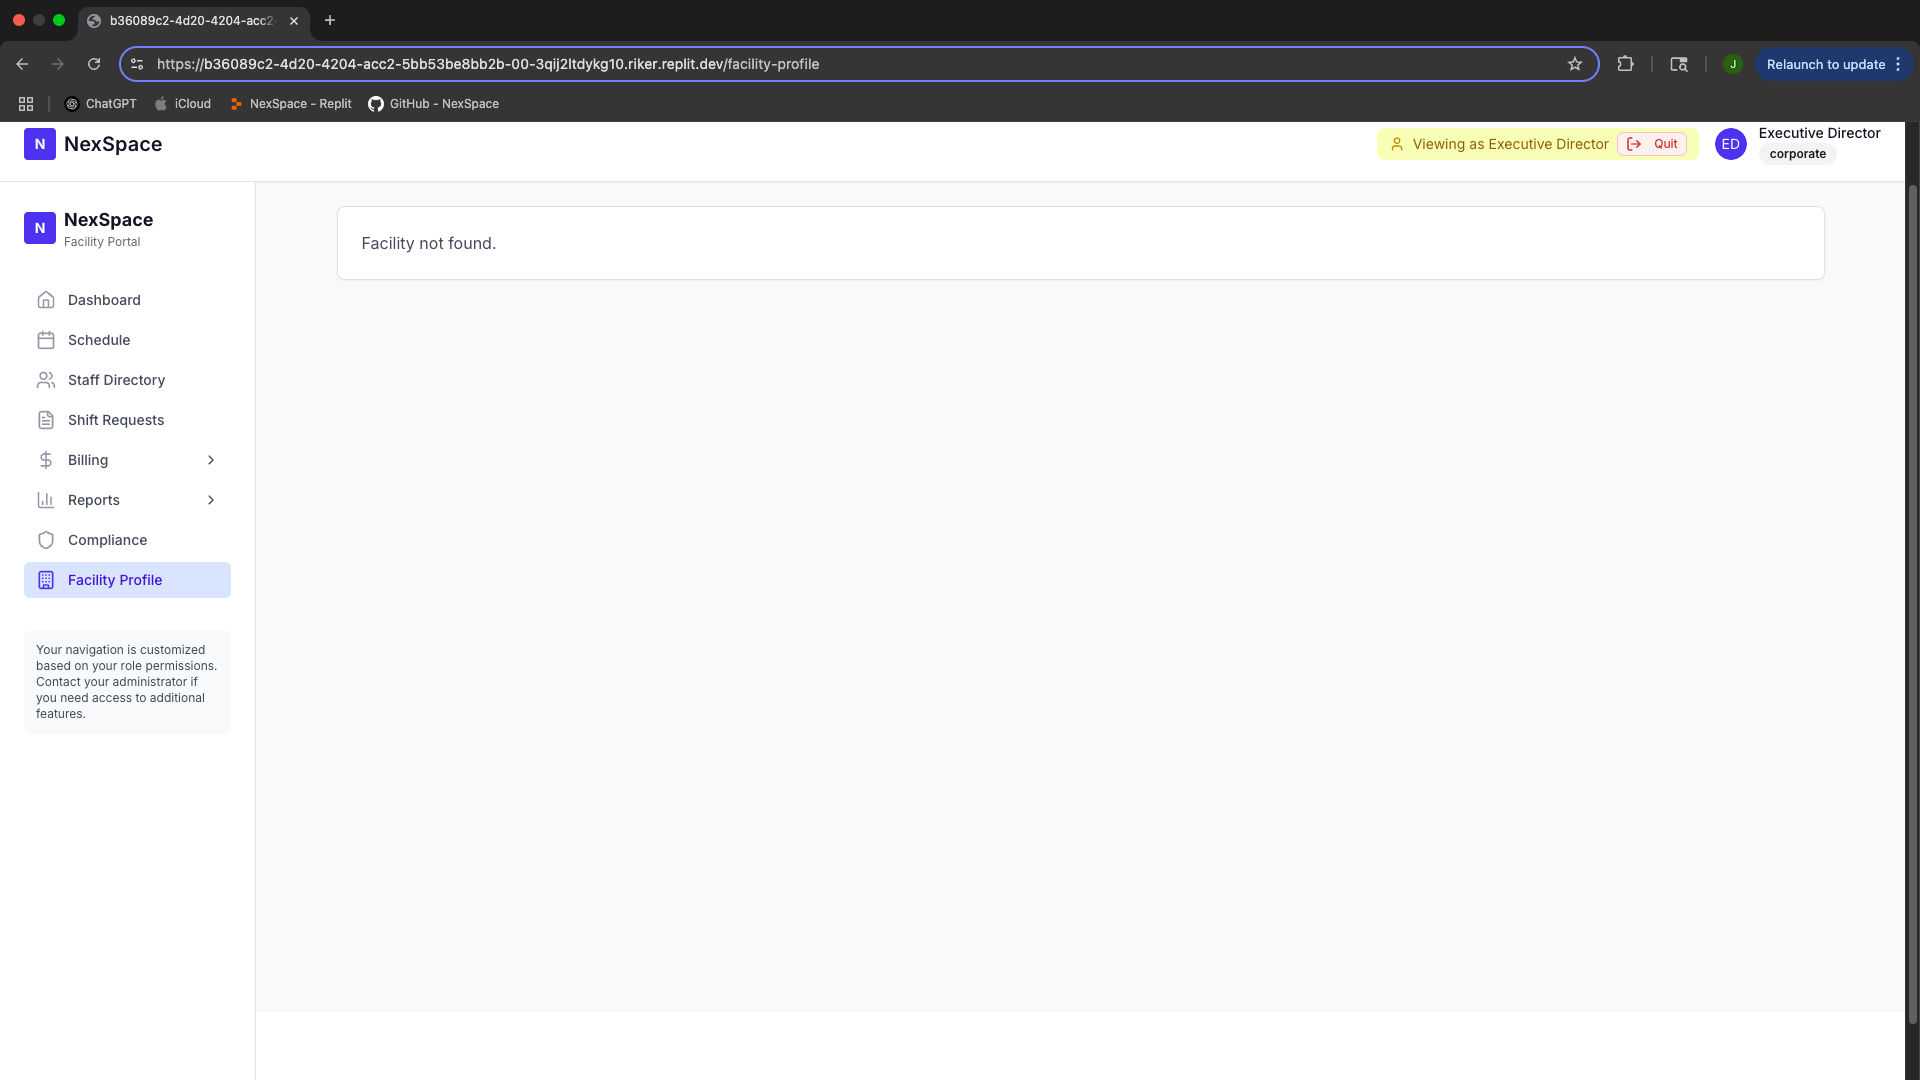 b36089c2-4d20-4204-acc2-
https://b36089c2-4d20-4204-acc2-5bb53be8bb2b-00-3qij2ltdykg10.riker.replit.dev/facility-profile
J
Relaunch to update
ChatGPT
iCloud
NexSpace - Replit
GitHub - NexSpace
N
NexSpace
Viewing as Executive Director
Quit
ED
Executive Director
corporate
N
NexSpace
Facility Portal
Dashboard
Schedule
Staff Directory
Shift Requests
Billing
Reports
Compliance
Facility Profile
Your navigation is customized
based on your role permissions.
Contact your administrator if
you need access to additional
features.
Facility not found.